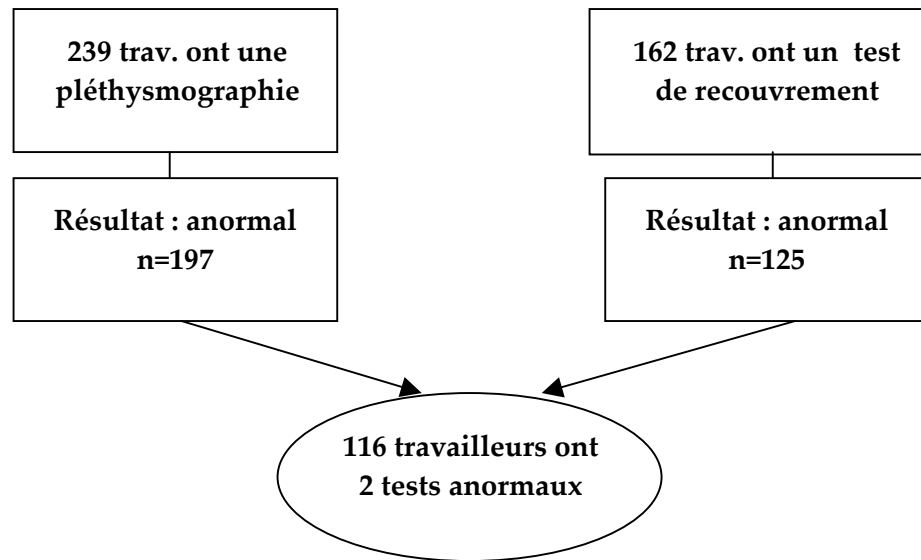 239 trav. ont une
pléthysmographie
162 trav. ont un test
de recouvrement
Résultat : anormal
n=197
Résultat : anormal
n=125
116 travailleurs ont
2 tests anormaux